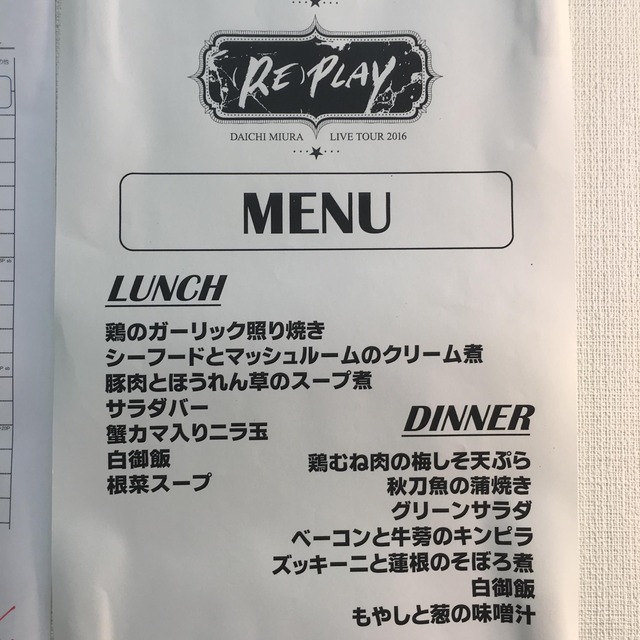 (RE)PLAY
DAICHI MIURA LIVE TOUR 2016
MENU
LUNCH
鶏のガーリック照り焼き
シーフードとマッシュルームのクリーム煮
豚肉とほうれん草のスープ煮
サラダバー
蟹カマ入りニラ玉
白御飯
根菜スープ
DINNER
鶏むね肉の梅しそ天ぷら
秋刀魚の蒲焼き
グリーンサラダ
ベーコンと牛蒡のキンピラ
ズッキーニと蓮根のそぼろ煮
白御飯
もやしと葱の味噌汁